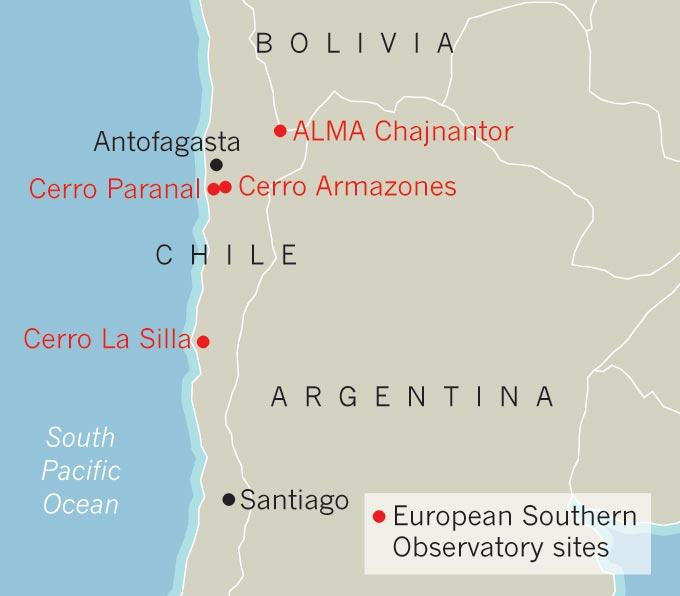 BOLIVIA
ALMA Chajnantor
Antofagasta
Cerro Paranal
Cerro Armazones
CHILE
Cerro La Silla
ARGENTINA
South
Pacific
Ocean
Santiago
European Southern
Observatory sites